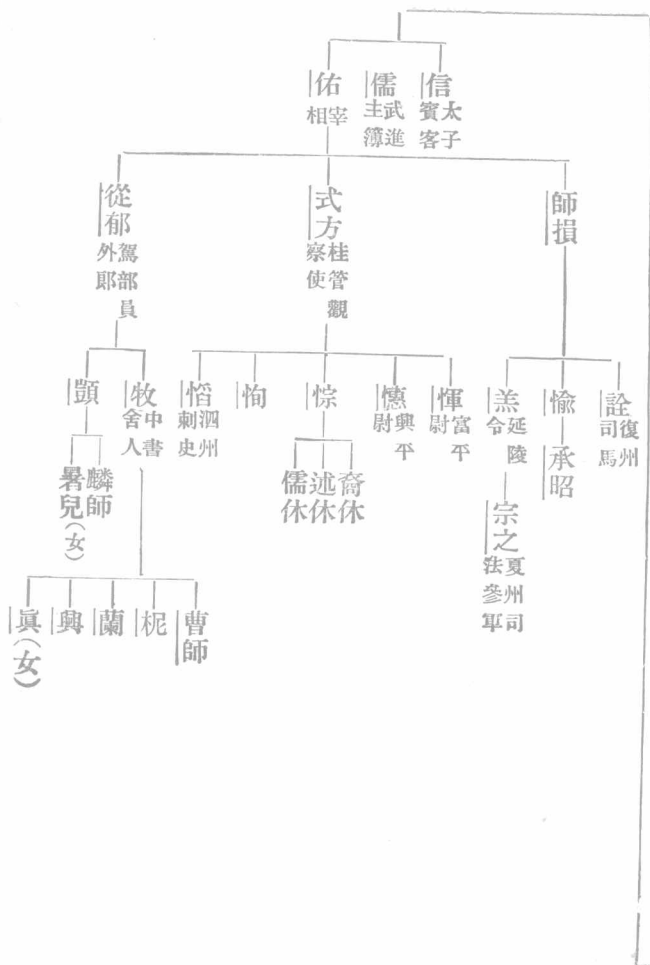 信 太子賓客
儒 武進主簿
佑 宰相
師損
式方 桂管觀察使
從郁 駕部員外郎
詮 復州司馬
愉
羔 延陵令
惲 富平尉
憓 興平尉
悰
恂
慆 泗州刺史
牧 中書舍人
顗
承昭
宗之 夏州司法參軍
裔休
述休
儒休
麟師
暑兒(女)
曹師
柅
蘭
興
眞(女)